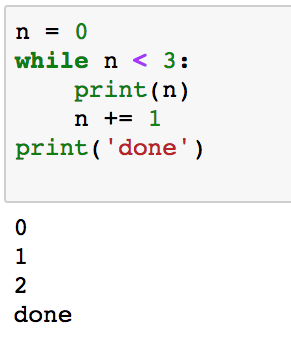 n = 0
while n < 3:
    print(n)
    n += 1
print('done')
0
1
2
done